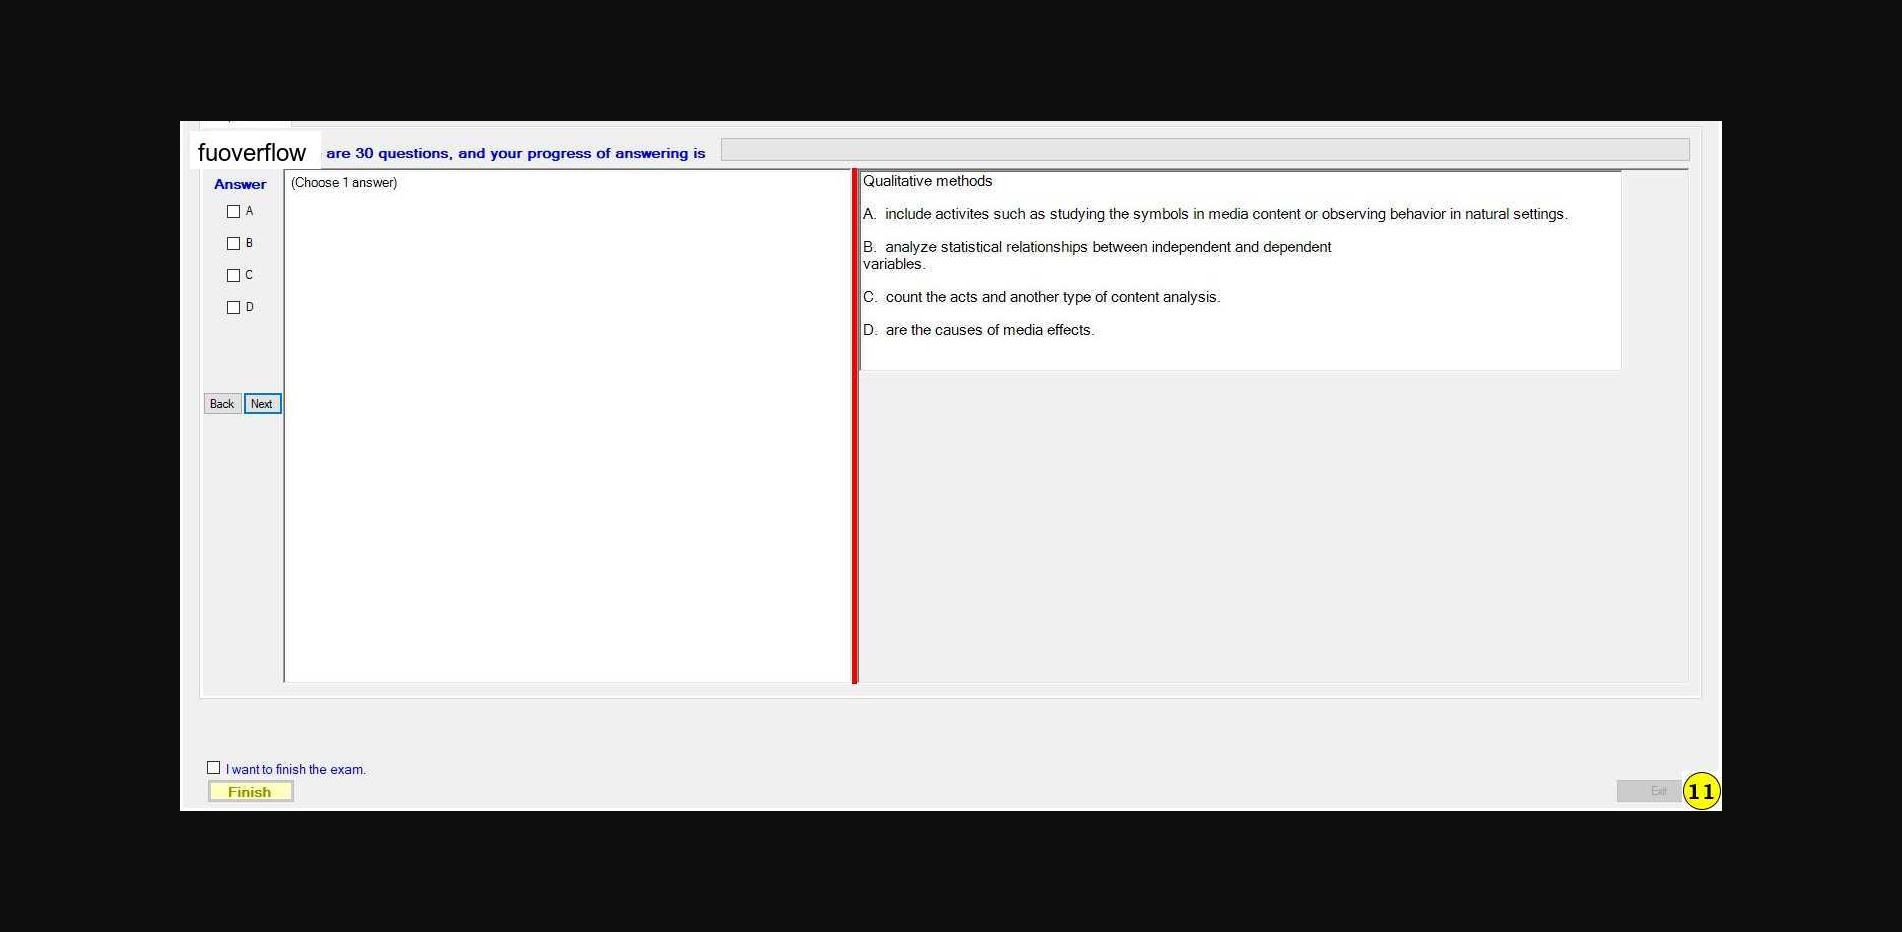 fuoverflow are 30 questions, and your progress of answering is
Answer
A
B
C
D
Back Next
(Choose 1 answer)
Qualitative methods
A. include activites such as studying the symbols in media content or observing behavior in natural settings.
B. analyze statistical relationships between independent and dependent
variables.
C. count the acts and another type of content analysis.
D. are the causes of media effects.
I want to finish the exam.
Finish
Exit
11